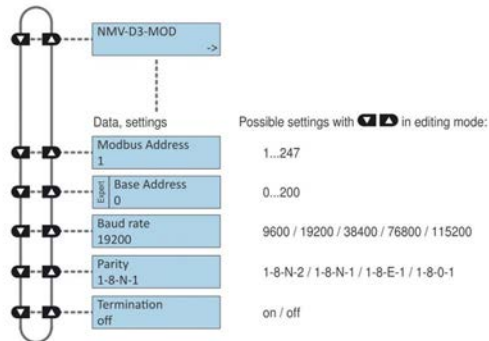 NMV-D3-MOD
->
Data, settings
Possible settings with in editing mode:
Modbus Address
1
1...247
Expert
Base Address
0
0...200
Baud rate
19200
9600 / 19200 / 38400 / 76800 / 115200
Parity
1-8-N-1
1-8-N-2 / 1-8-N-1 / 1-8-E-1 / 1-8-0-1
Termination
off
on / off